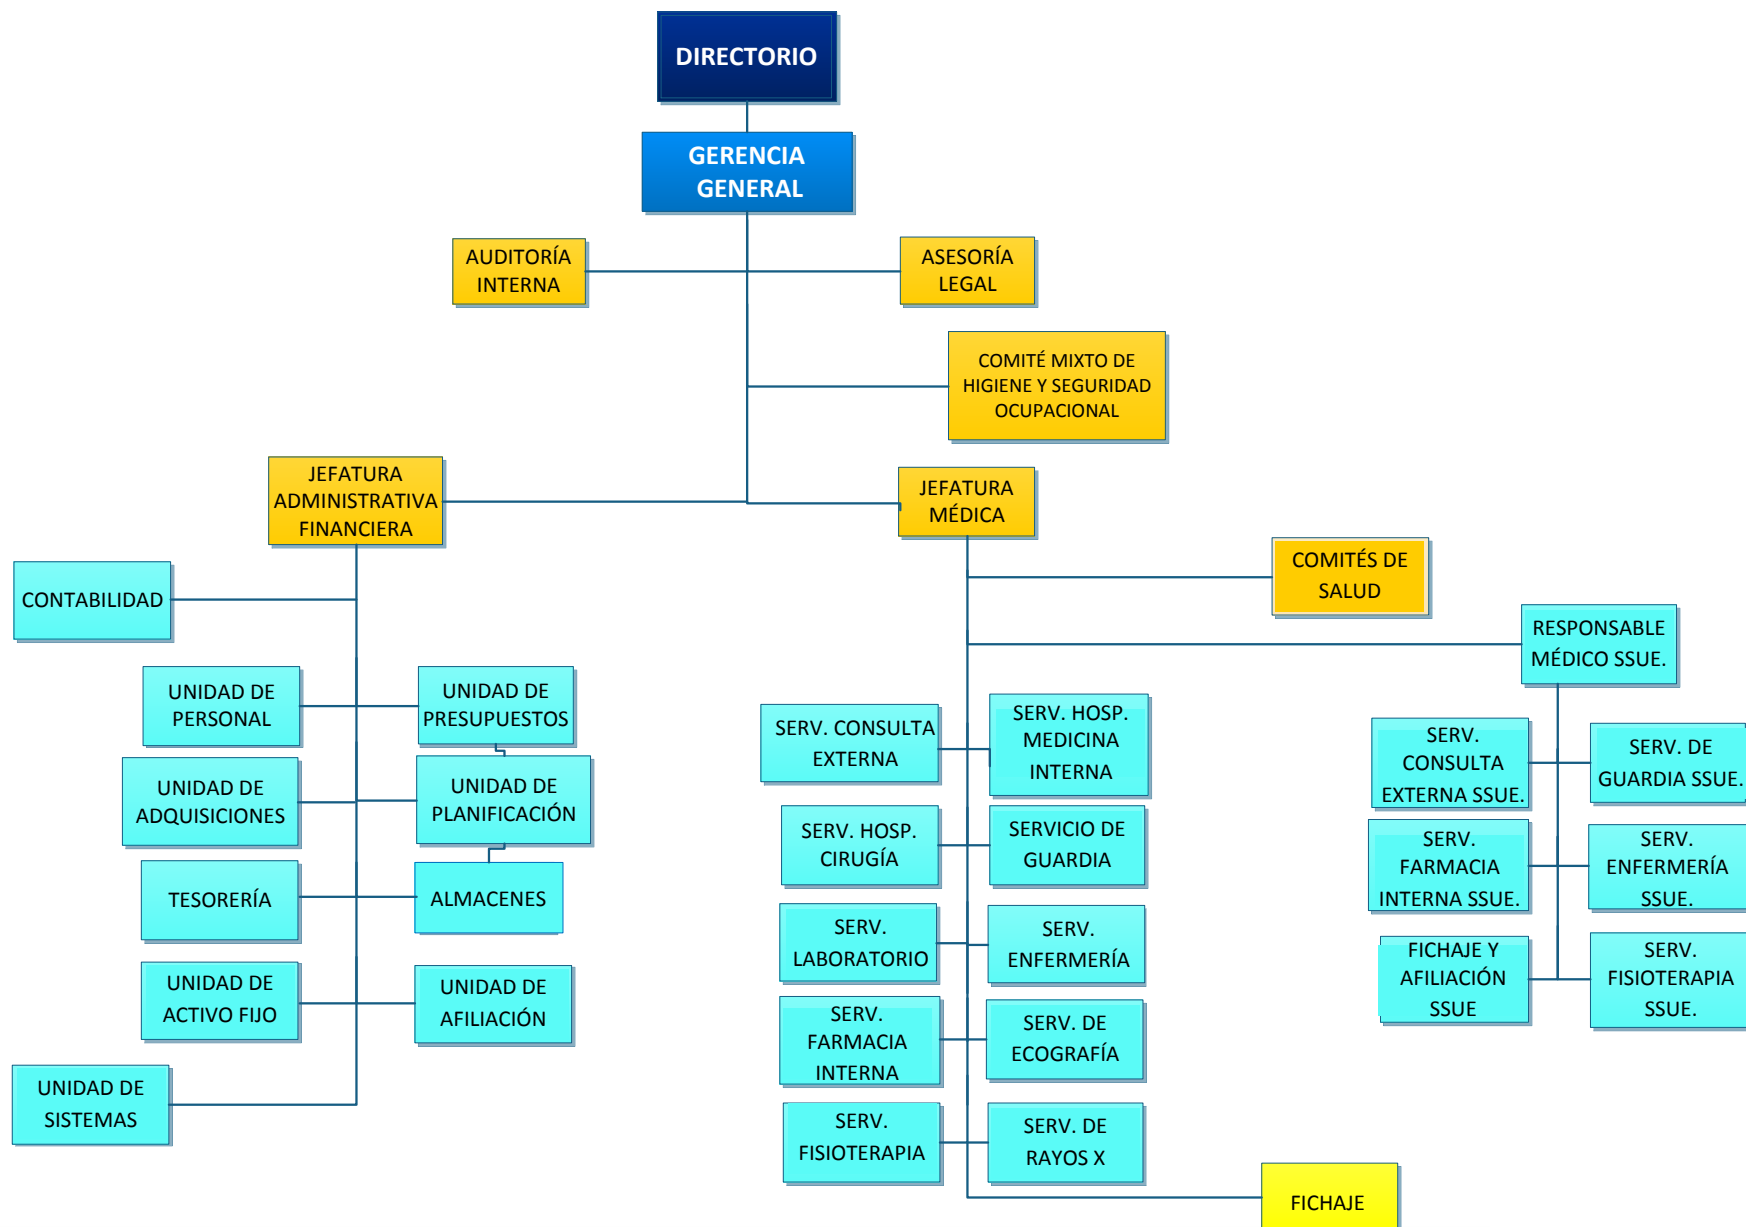 DIRECTORIO
GERENCIA
GENERAL
AUDITORÍA
INTERNA
ASESORÍA
LEGAL
COMITÉ MIXTO DE
HIGIENE Y SEGURIDAD
OCUPACIONAL
JEFATURA
ADMINISTRATIVA
FINANCIERA
JEFATURA
MÉDICA
COMITÉS DE
SALUD
CONTABILIDAD
RESPONSABLE
MÉDICO SSUE.
UNIDAD DE
PERSONAL
UNIDAD DE
PRESUPUESTOS
UNIDAD DE
ADQUISICIONES
UNIDAD DE
PLANIFICACIÓN
TESORERÍA
ALMACENES
UNIDAD DE
ACTIVO FIJO
UNIDAD DE
AFILIACIÓN
UNIDAD DE
SISTEMAS
SERV. CONSULTA
EXTERNA
SERV. HOSP.
MEDICINA
INTERNA
SERV. HOSP.
CIRUGÍA
SERVICIO DE
GUARDIA
SERV.
LABORATORIO
SERV.
ENFERMERÍA
SERV.
FARMACIA
INTERNA
SERV. DE
ECOGRAFÍA
SERV.
FISIOTERAPIA
SERV. DE
RAYOS X
FICHAJE
SERV.
CONSULTA
EXTERNA SSUE.
SERV. DE
GUARDIA SSUE.
SERV.
FARMACIA
INTERNA SSUE.
SERV.
ENFERMERÍA
SSUE.
FICHAJE Y
AFILIACIÓN
SSUE
SERV.
FISIOTERAPIA
SSUE.